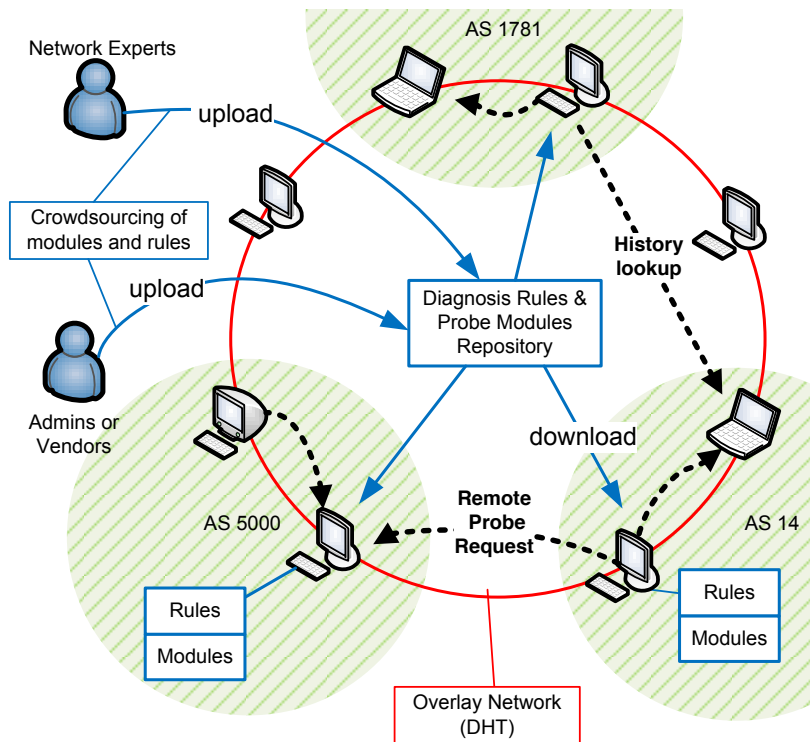 AS 1781
Network Experts
upload
Crowdsourcing of
modules and rules
History
lookup
upload
Diagnosis Rules &
Probe Modules
Repository
Admins or
Vendors
download
Remote
Probe
Request
AS 5000
AS 14
Rules
Modules
Rules
Modules
Overlay Network
(DHT)